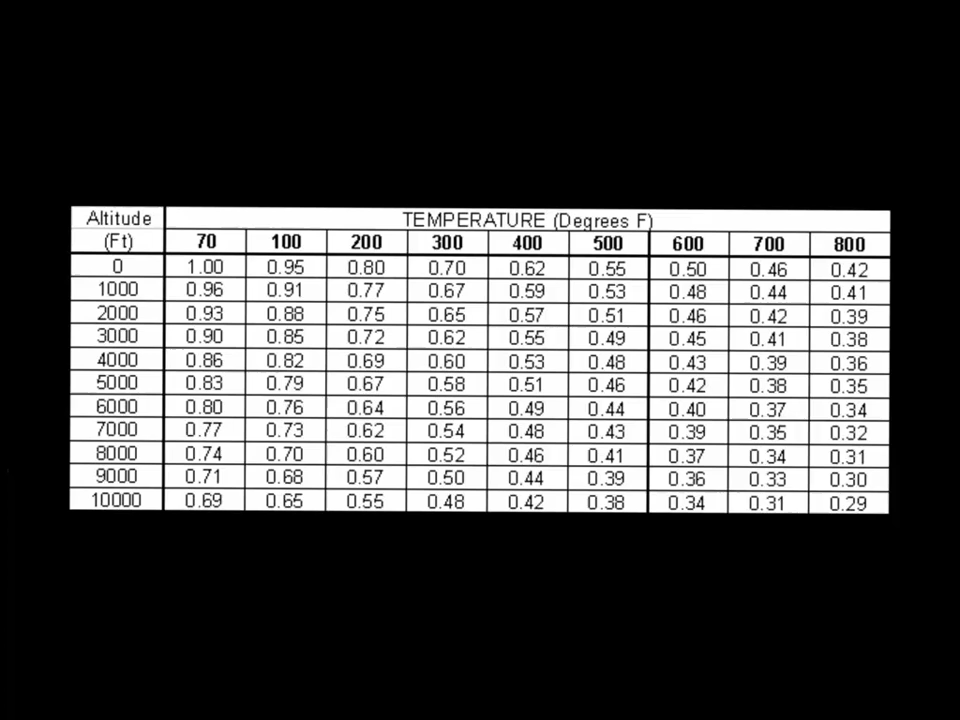 Altitude TEMPERATURE (Degrees F)
(Ft) 70 100 200 300 400 500 600 700 800
0 1.00 0.95 0.80 0.70 0.62 0.55 0.50 0.46 0.42
1000 0.96 0.91 0.77 0.67 0.59 0.53 0.48 0.44 0.41
2000 0.93 0.88 0.75 0.65 0.57 0.51 0.46 0.42 0.39
3000 0.90 0.85 0.72 0.62 0.55 0.49 0.45 0.41 0.38
4000 0.86 0.82 0.69 0.60 0.53 0.48 0.43 0.39 0.36
5000 0.83 0.79 0.67 0.58 0.51 0.46 0.42 0.38 0.35
6000 0.80 0.76 0.64 0.56 0.49 0.44 0.40 0.37 0.34
7000 0.77 0.73 0.62 0.54 0.48 0.43 0.39 0.35 0.32
8000 0.74 0.70 0.60 0.52 0.46 0.41 0.37 0.34 0.31
9000 0.71 0.68 0.57 0.50 0.44 0.39 0.36 0.33 0.30
10000 0.69 0.65 0.55 0.48 0.42 0.38 0.34 0.31 0.29